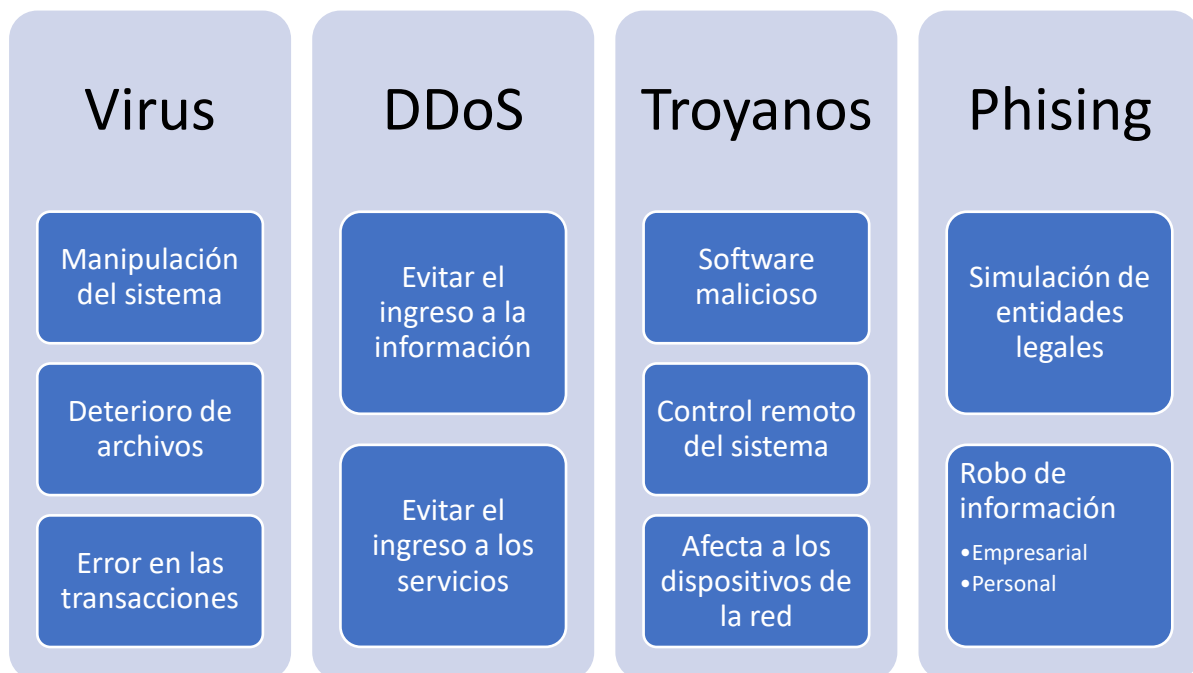 Virus
Manipulación
del sistema
Deterioro de
archivos
Error en las
transacciones
DDoS
Evitar el
ingreso a la
información
Evitar el
ingreso a los
servicios
Troyanos
Software
malicioso
Control remoto
del sistema
Afecta a los
dispositivos de
la red
Phising
Simulación de
entidades
legales
Robo de
información
•Empresarial
•Personal